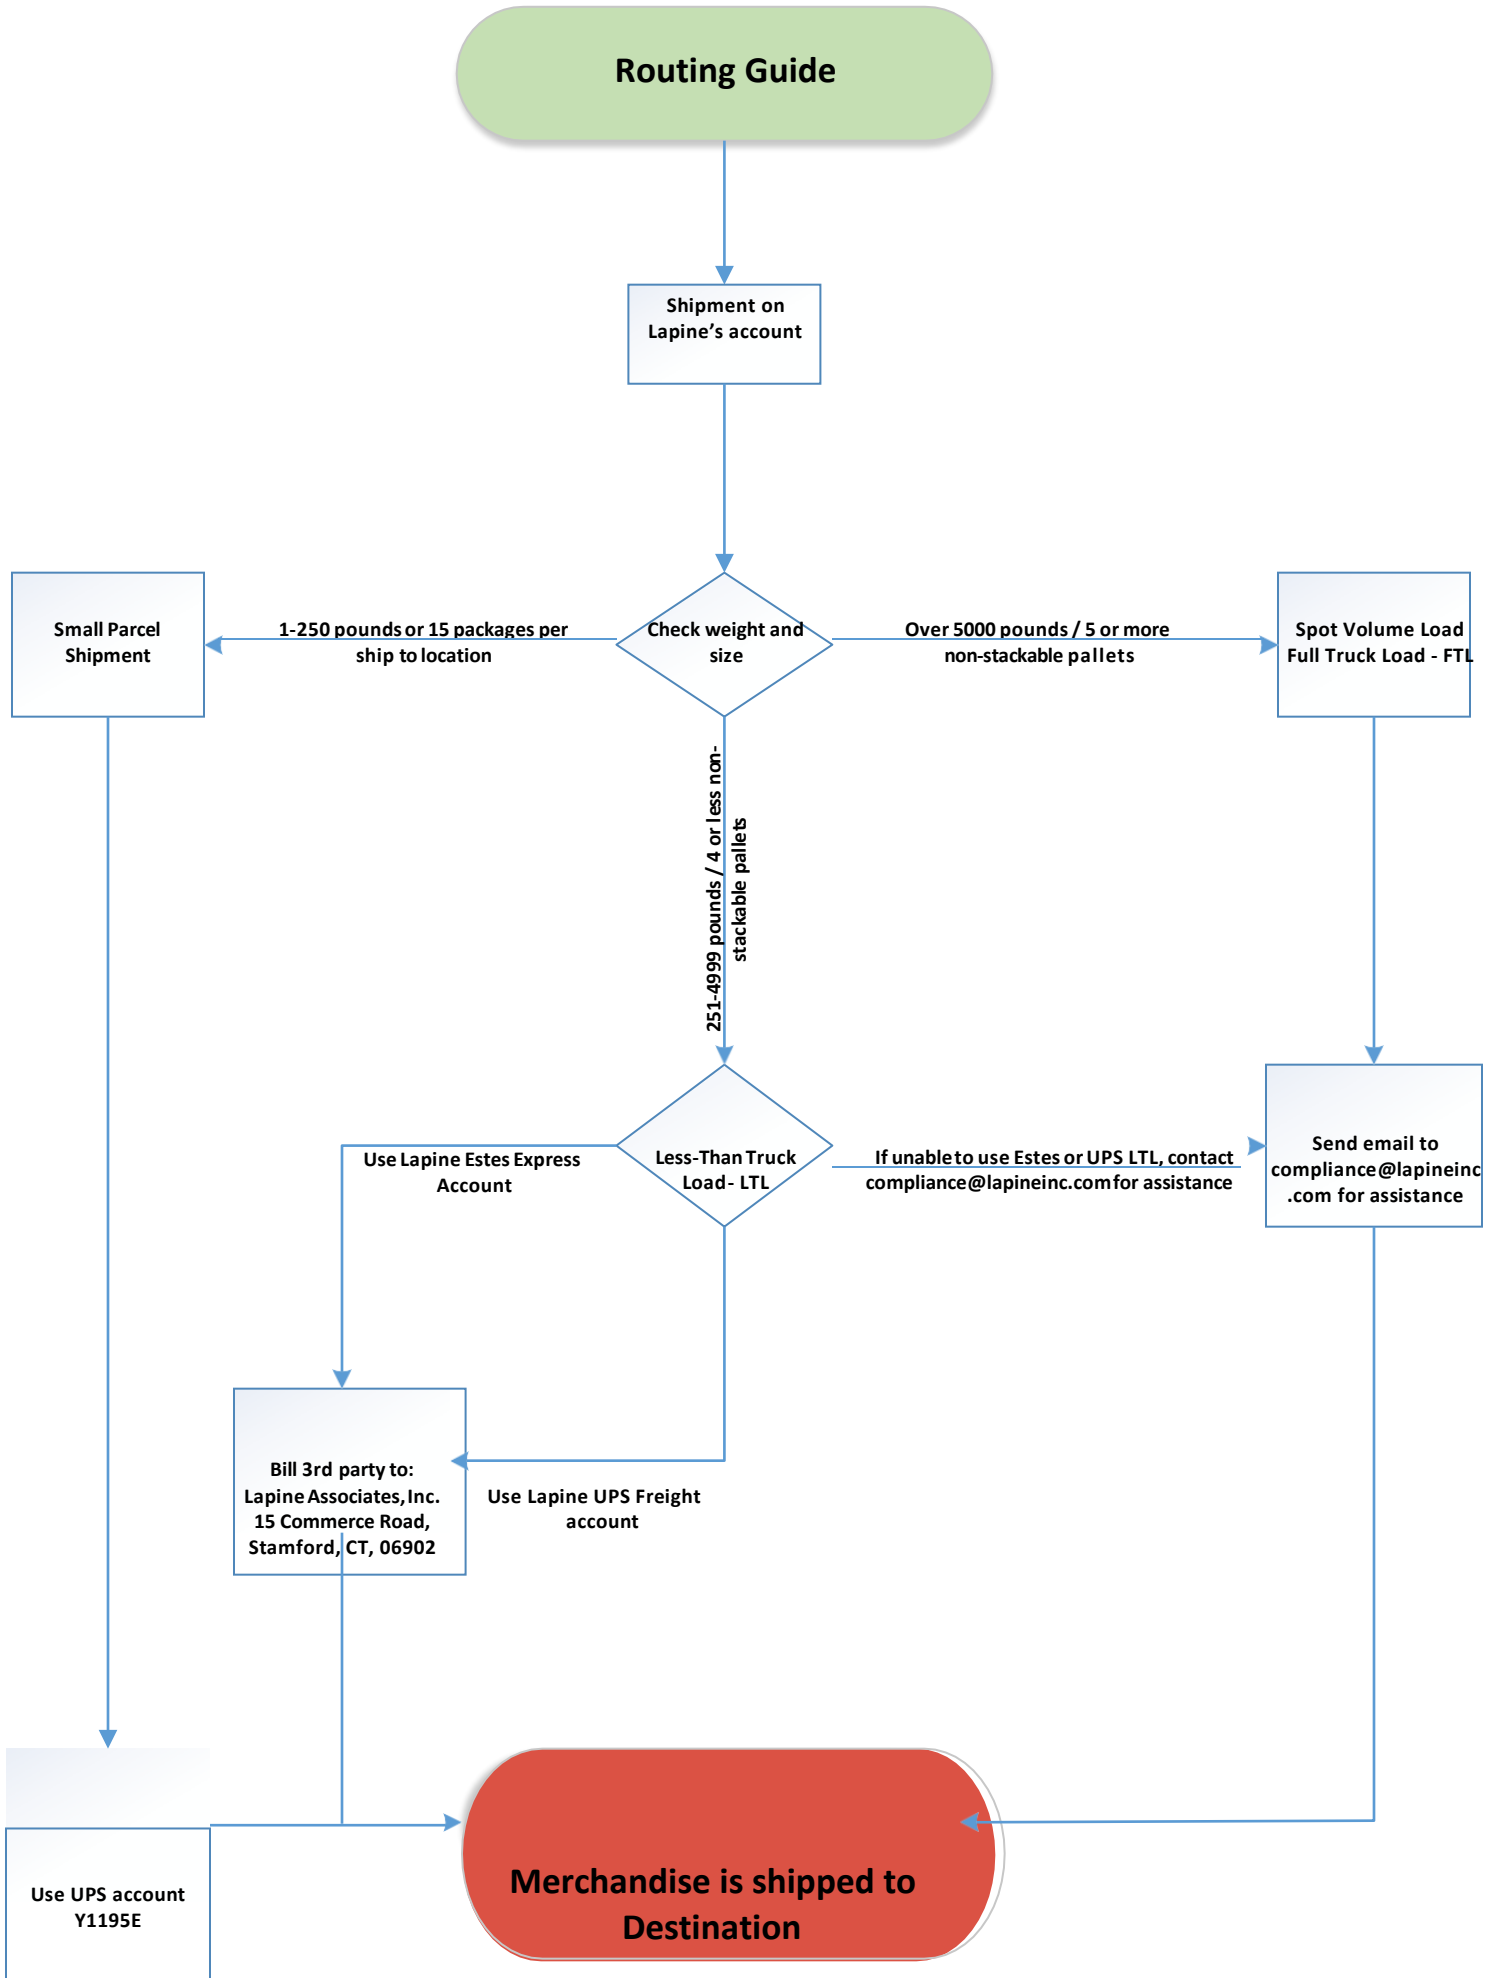 Routing Guide
Shipment on
Lapine’s account
Small Parcel
Shipment
1-250 pounds or 15 packages per
ship to location
Check weight and
size
Over 5000 pounds / 5 or more
non-stackable pallets
Spot Volume Load
Full Truck Load - FTL
251-4999 pounds / 4 or less non-
stackable pallets
Use Lapine Estes Express
Account
Less-Than Truck
Load- LTL
If unable to use Estes or UPS LTL, contact
compliance@lapineinc.com for assistance
Send email to
compliance@lapineinc
.com for assistance
Bill 3rd party to:
Lapine Associates, Inc.
15 Commerce Road,
Stamford, CT, 06902
Use Lapine UPS Freight
account
Use UPS account
Y1195E
Merchandise is shipped to
Destination